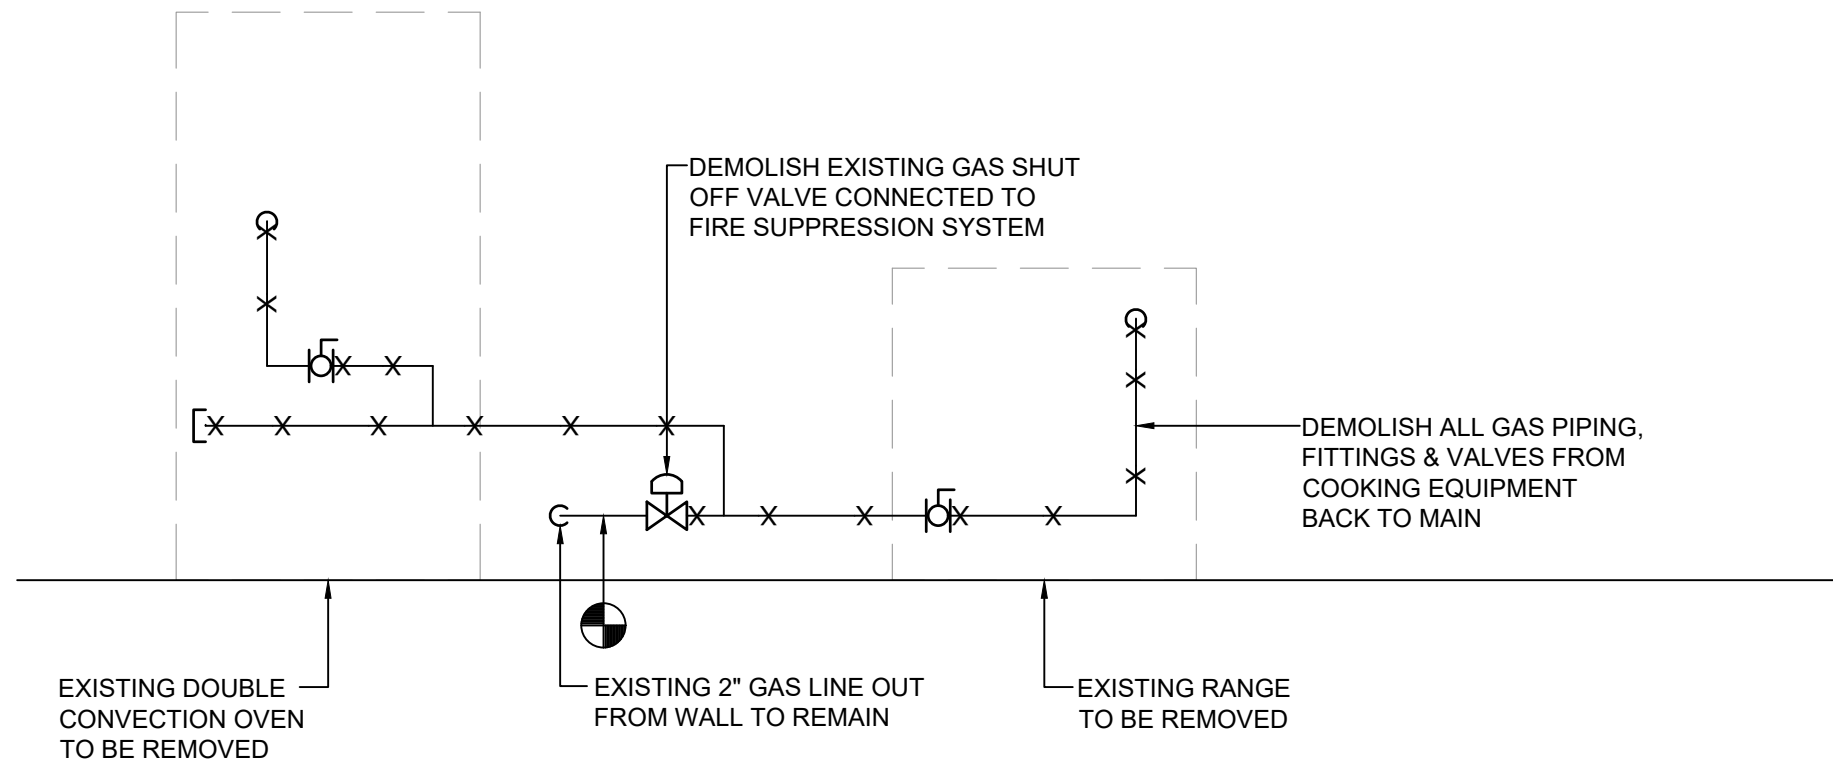 DEMOLISH EXISTING GAS SHUT
OFF VALVE CONNECTED TO
FIRE SUPPRESSION SYSTEM
DEMOLISH ALL GAS PIPING,
FITTINGS & VALVES FROM
COOKING EQUIPMENT
BACK TO MAIN
EXISTING DOUBLE
CONVECTION OVEN
TO BE REMOVED
EXISTING 2" GAS LINE OUT
FROM WALL TO REMAIN
EXISTING RANGE
TO BE REMOVED